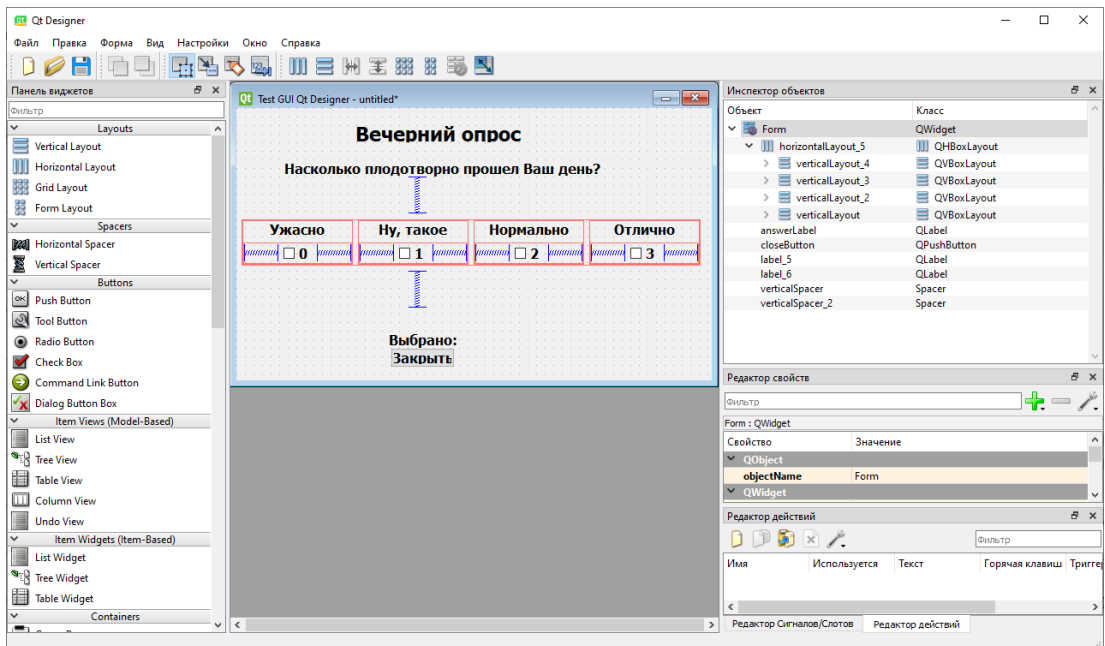 Qt Designer
Файл Правка Форма Вид Настройки Окно Справка
Панель виджетов
Фильтр
Layouts
Vertical Layout
Horizontal Layout
Grid Layout
Form Layout
Spacers
Horizontal Spacer
Vertical Spacer
Buttons
Push Button
Tool Button
Radio Button
Check Box
Command Link Button
Dialog Button Box
Item Views (Model-Based)
List View
Tree View
Table View
Column View
Undo View
Item Widgets (Item-Based)
List Widget
Tree Widget
Table Widget
Containers
Test GUI Qt Designer - untitled*
Вечерний опрос
Насколько плодотворно прошел Ваш день?
Ужасно Ну, такое Нормально Отлично
0 1 2 3
Выбрано:
Закрыть
Инспектор объектов
Объект Класс
Form QWidget
horizontalLayout_5 QHBoxLayout
verticalLayout_4 QVBoxLayout
verticalLayout_3 QVBoxLayout
verticalLayout_2 QVBoxLayout
verticalLayout QVBoxLayout
answerLabel QLabel
closeButton QPushButton
label_5 QLabel
label_6 QLabel
verticalSpacer Spacer
verticalSpacer_2 Spacer
Редактор свойств
Фильтр
Form : QWidget
Свойство Значение
QObject
objectName Form
QWidget
Редактор действий
Фильтр
Имя Используется Текст Горячая клавиш Тригге
Редактор Сигналов/Слотов Редактор действий